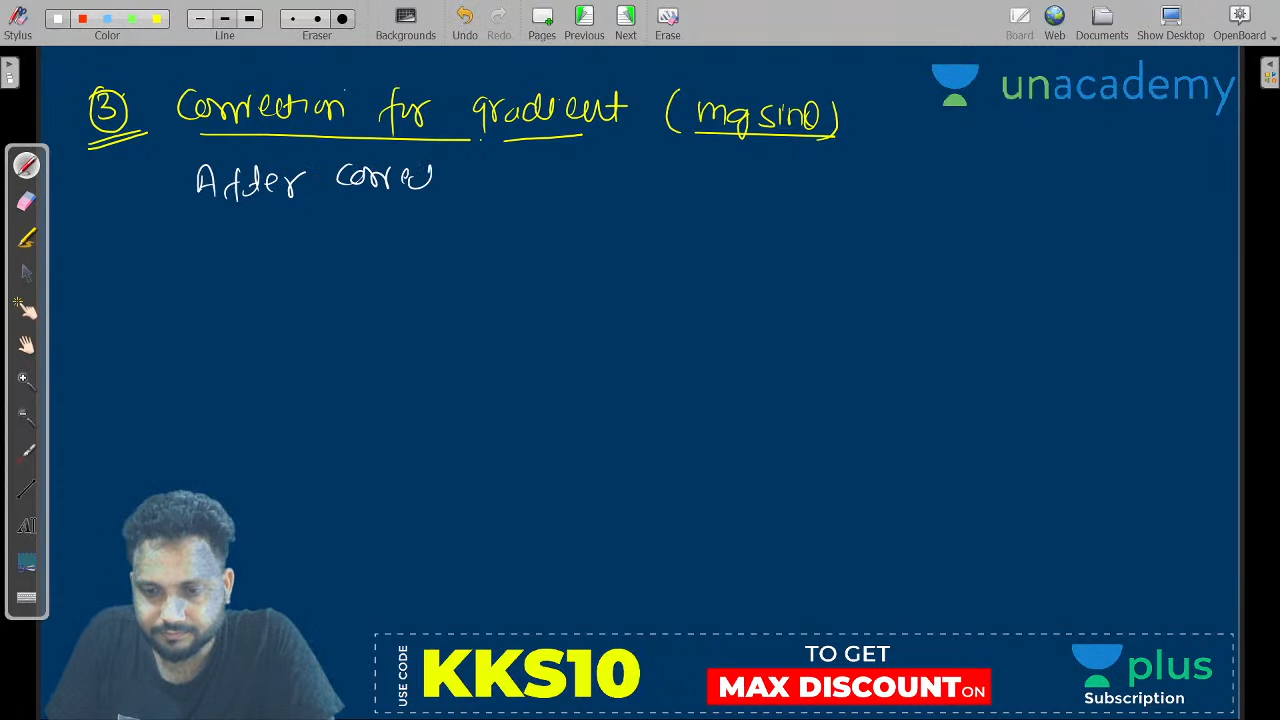 Stylus
Color
Line
Eraser
Backgrounds
Undo
Redo
Pages
Previous
Next
Erase
Board
Web
Documents
Show Desktop
OpenBoard
③ Correction for gradient (mg sinθ)
unacademy
After correc
USE CODE
KKS10
TO GET
MAX DISCOUNT ON
plus
Subscription